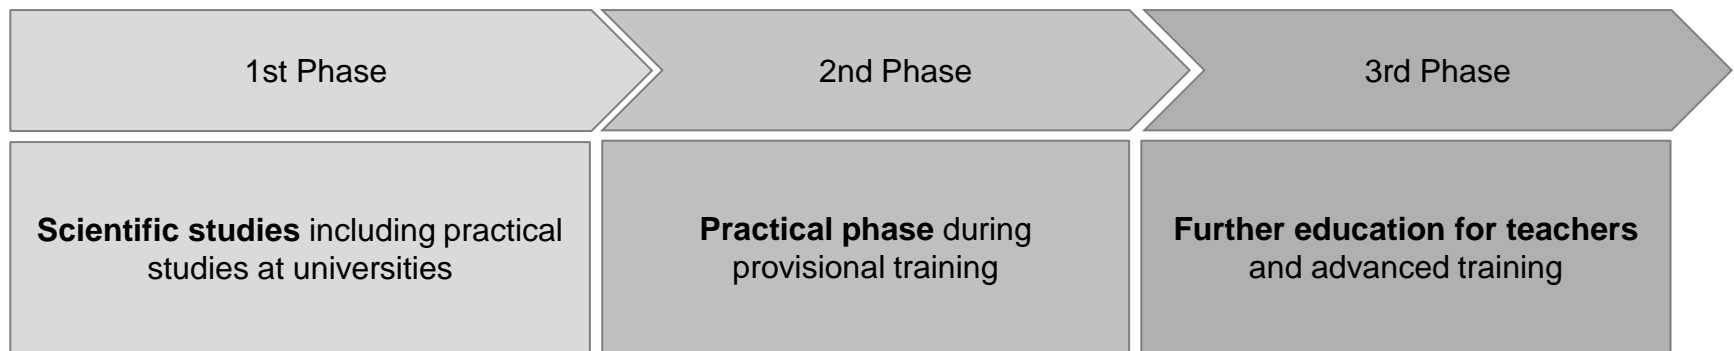 1st Phase
2nd Phase
3rd Phase
Scientific studies including practical
studies at universities
Practical phase during
provisional training
Further education for teachers
and advanced training